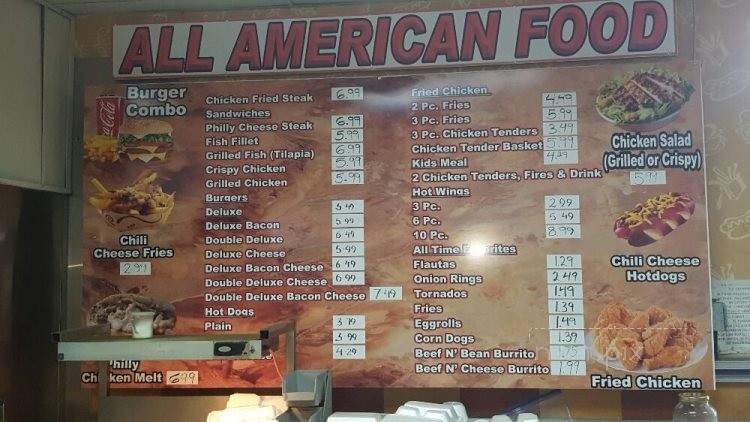 ALL AMERICAN FOOD
Burger
Combo
Chili
Cheese Fries
2.99
Philly
Chicken Melt 6.99
Chicken Fried Steak 6.99
Sandwiches
Philly Cheese Steak 6.99
Fish Fillet 5.99
Grilled Fish (Tilapia) 6.99
Crispy Chicken 5.99
Grilled Chicken 5.99
Burgers
Deluxe 5.49
Deluxe Bacon 5.99
Double Deluxe 6.49
Deluxe Cheese 5.99
Deluxe Bacon Cheese 6.49
Double Deluxe Cheese 6.99
Double Deluxe Bacon Cheese 7.49
Hot Dogs
Plain 3.79
3.99
4.29
Fried Chicken
2 Pc. Fries 4.49
3 Pc. Fries 5.99
3 Pc. Chicken Tenders 3.49
Chicken Tender Basket 5.99
Kids Meal 4.29
2 Chicken Tenders, Fires & Drink
Hot Wings
3 Pc. 2.99
6 Pc. 5.49
10 Pc. 8.99
All Time Favorites
Flautas 1.29
Onion Rings 2.49
Tornados 1.49
Fries 1.39
Eggrolls 1.49
Corn Dogs 1.39
Beef N' Bean Burrito 1.75
Beef N' Cheese Burrito 1.99
Chicken Salad
(Grilled or Crispy)
5.99
Chili Cheese
Hotdogs
Fried Chicken